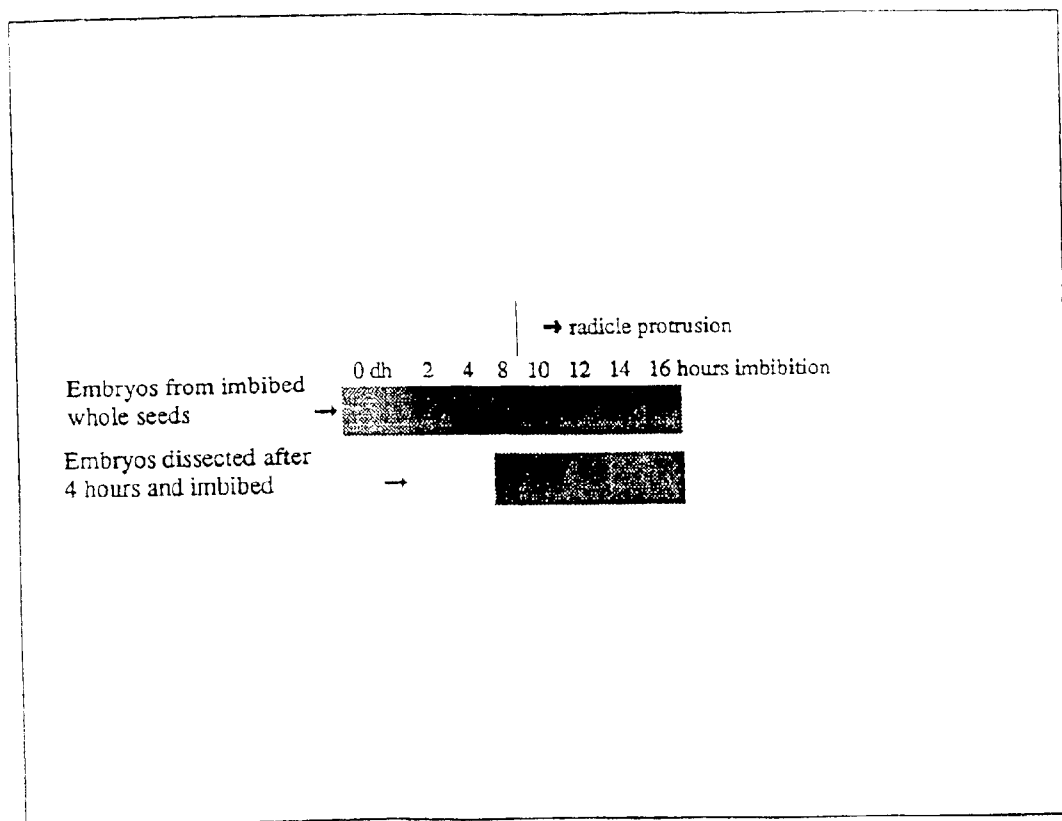 → radicle protrusion
0 dh 2 4 8 10 12 14 16 hours imbibition
Embryos from imbibed
whole seeds →
Embryos dissected after
4 hours and imbibed →